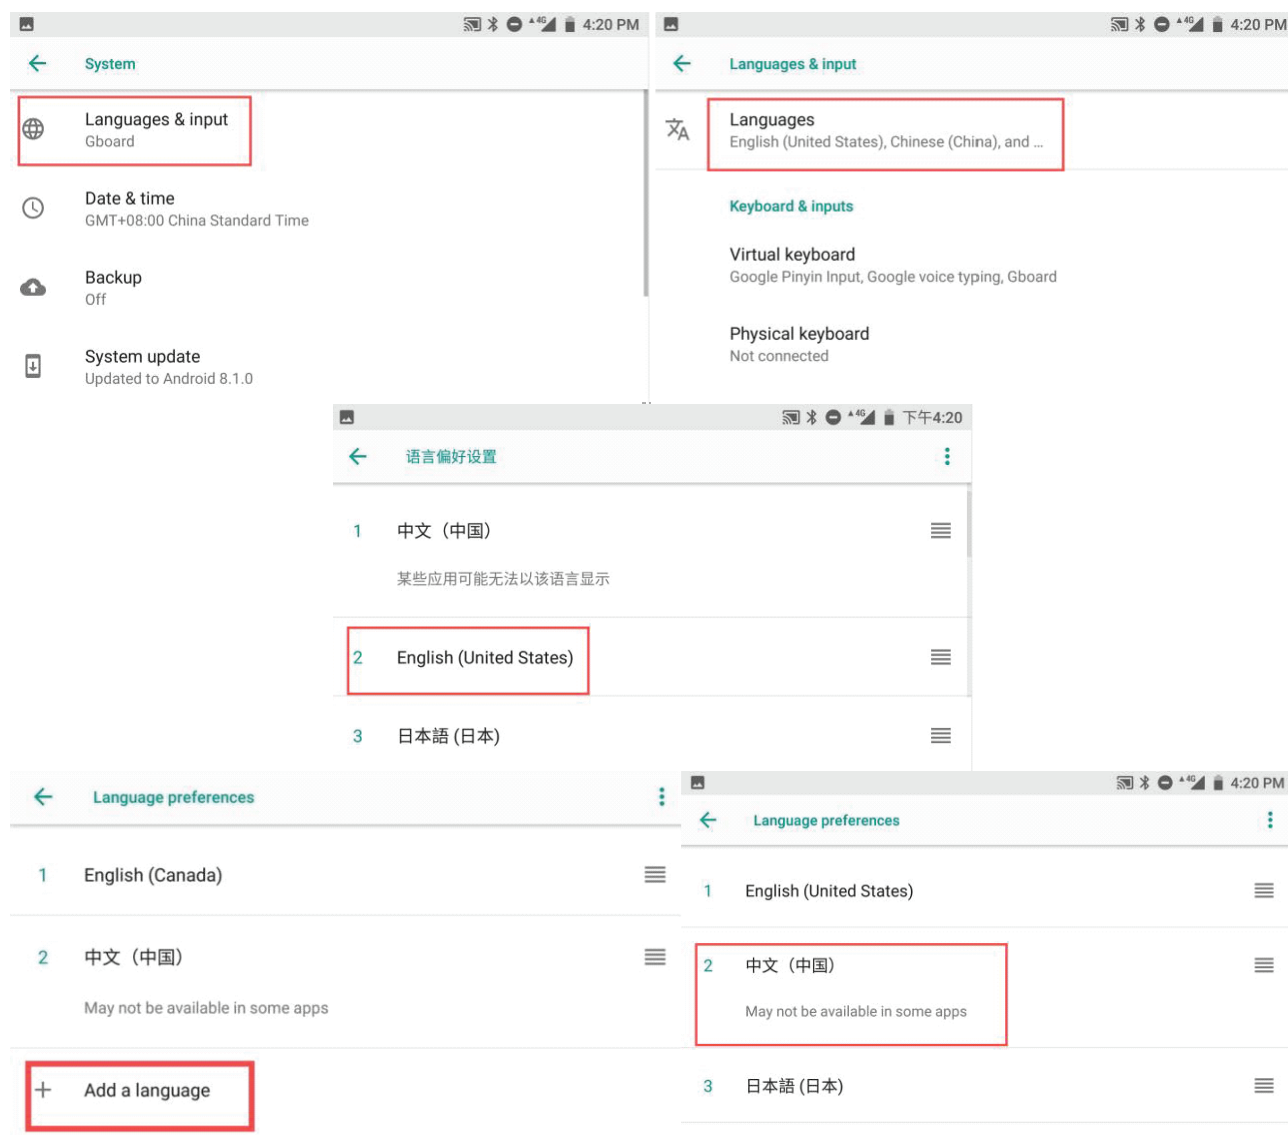 4G 4:20 PM
System
Languages & input
Gboard
Date & time
GMT+08:00 China Standard Time
Backup
Off
System update
Updated to Android 8.1.0
4G 4:20 PM
Languages & input
Languages
English (United States), Chinese (China), and ...
Keyboard & inputs
Virtual keyboard
Google Pinyin Input, Google voice typing, Gboard
Physical keyboard
Not connected
4G 下午4:20
语言偏好设置
1 中文（中国）
某些应用可能无法以该语言显示
2 English (United States)
3 日本語 (日本)
Language preferences
1 English (Canada)
2 中文（中国）
May not be available in some apps
Add a language
4G 4:20 PM
Language preferences
1 English (United States)
2 中文（中国）
May not be available in some apps
3 日本語 (日本)